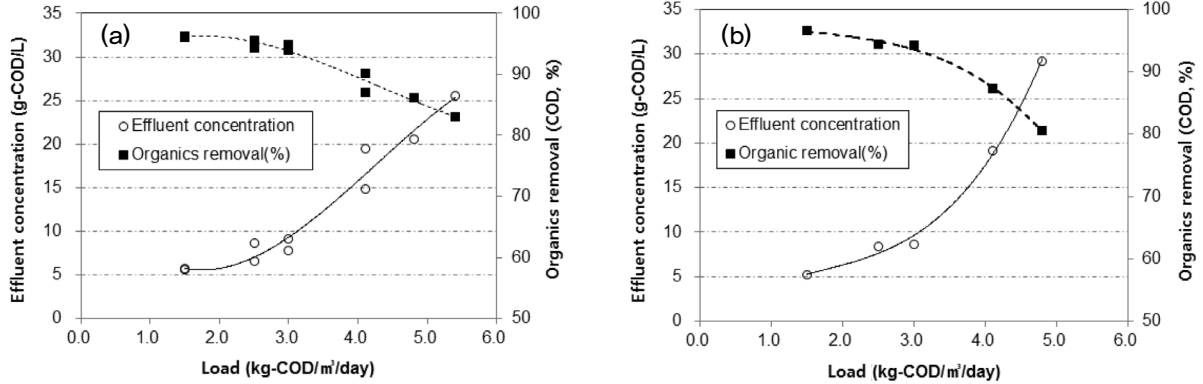 (a)
Effluent concentration (g-COD/L)
35
30
25
20
15
10
5
0
Effluent concentration
Organics removal(%)
100
90
80
70
60
50
Organics removal (COD, %)
0.0 1.0 2.0 3.0 4.0 5.0 6.0
Load (kg-COD/㎥/day)
(b)
Effluent concentration (g-COD/L)
35
30
25
20
15
10
5
0
Effluent concentration
Organic removal(%)
100
90
80
70
60
50
Organics removal (COD, %)
0.0 1.0 2.0 3.0 4.0 5.0 6.0
Load (kg-COD/㎥/day)